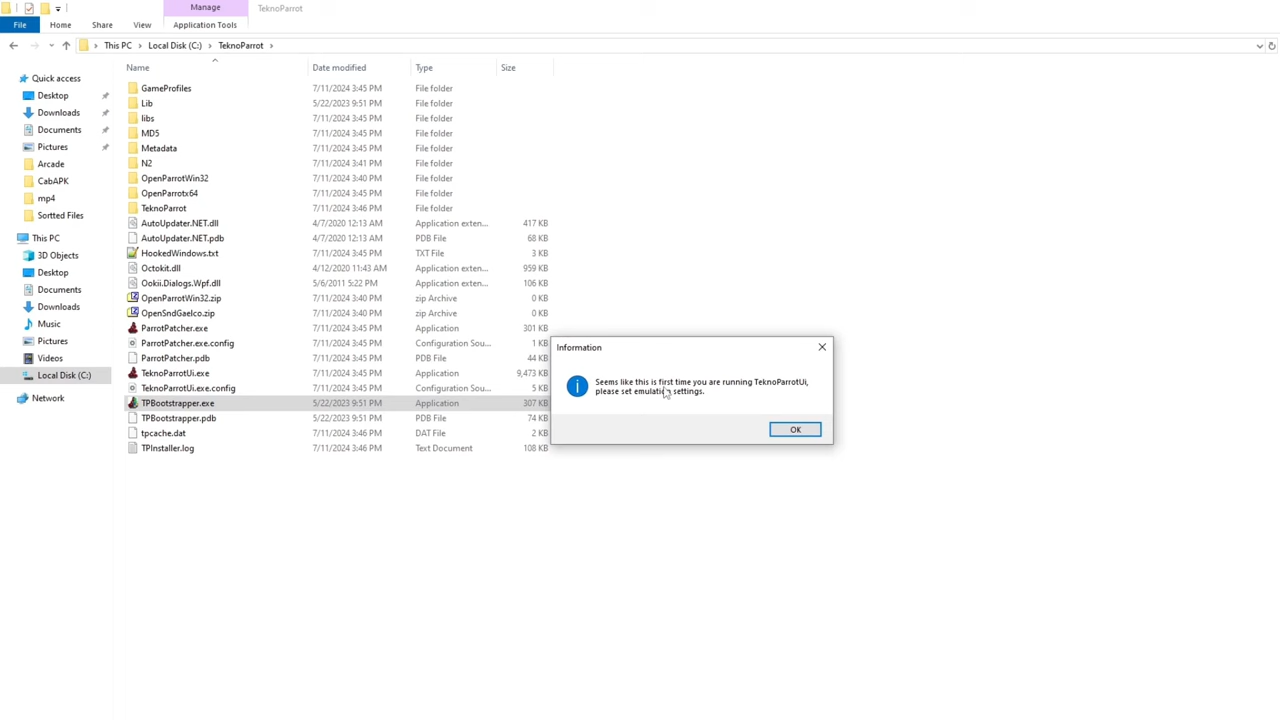 Manage
TeknoParrot
File
Home
Share
View
Application Tools
This PC
Local Disk (C:)
TeknoParrot
Name
Date modified
Type
Size
Quick access
Desktop
Downloads
Documents
Pictures
Arcade
CabAPK
mp4
Sortted Files
This PC
3D Objects
Desktop
Documents
Downloads
Music
Pictures
Videos
Local Disk (C:)
Network
GameProfiles 7/11/2024 3:45 PM File folder
Lib 5/22/2023 9:51 PM File folder
libs 7/11/2024 3:45 PM File folder
MD5 7/11/2024 3:45 PM File folder
Metadata 7/11/2024 3:45 PM File folder
N2 7/11/2024 3:41 PM File folder
OpenParrotWin32 7/11/2024 3:40 PM File folder
OpenParrotx64 7/11/2024 3:45 PM File folder
TeknoParrot 7/11/2024 3:46 PM File folder
AutoUpdater.NET.dll 4/7/2020 12:13 AM Application exten... 417 KB
AutoUpdater.NET.pdb 4/7/2020 12:13 AM PDB File 68 KB
HookedWindows.txt 7/11/2024 3:45 PM TXT File 3 KB
Octokit.dll 4/12/2020 11:43 AM Application exten... 959 KB
Ookii.Dialogs.Wpf.dll 5/6/2011 5:22 PM Application exten... 106 KB
OpenParrotWin32.zip 7/11/2024 3:40 PM zip Archive 0 KB
OpenSndGaelco.zip 7/11/2024 3:40 PM zip Archive 0 KB
ParrotPatcher.exe 7/11/2024 3:45 PM Application 301 KB
ParrotPatcher.exe.config 7/11/2024 3:45 PM Configuration Sou... 1 KB
ParrotPatcher.pdb 7/11/2024 3:45 PM PDB File 44 KB
TeknoParrotUi.exe 7/11/2024 3:45 PM Application 9,473 KB
TeknoParrotUi.exe.config 7/11/2024 3:45 PM Configuration Sou... 5 KB
TPBootstrapper.exe 5/22/2023 9:51 PM Application 307 KB
TPBootstrapper.pdb 5/22/2023 9:51 PM PDB File 74 KB
tpcache.dat 7/11/2024 3:46 PM DAT File 2 KB
TPInstaller.log 7/11/2024 3:46 PM Text Document 108 KB
Information
Seems like this is first time you are running TeknoParrotUi,
please set emulation settings.
OK